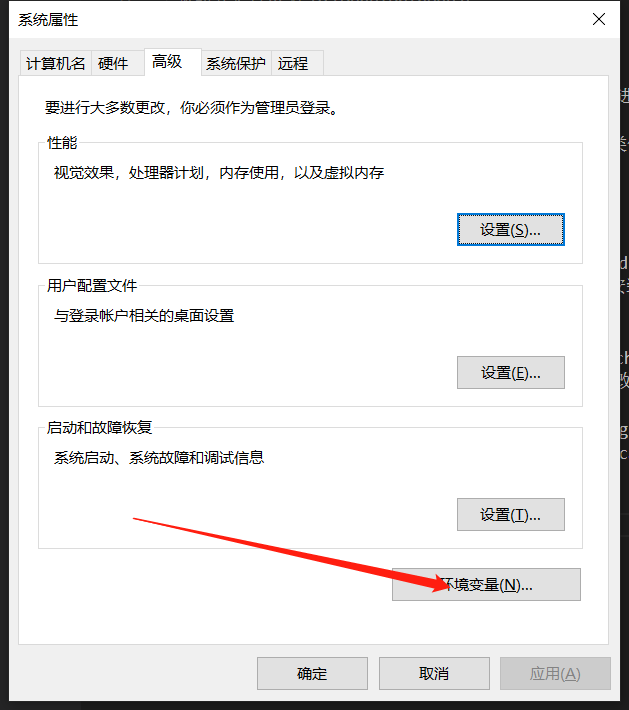 系统属性
计算机名 硬件 高级 系统保护 远程
要进行大多数更改，你必须作为管理员登录。
性能
视觉效果，处理器计划，内存使用，以及虚拟内存
设置(S)...
用户配置文件
与登录帐户相关的桌面设置
设置(E)...
启动和故障恢复
系统启动、系统故障和调试信息
设置(T)...
环境变量(N)...
确定 取消 应用(A)